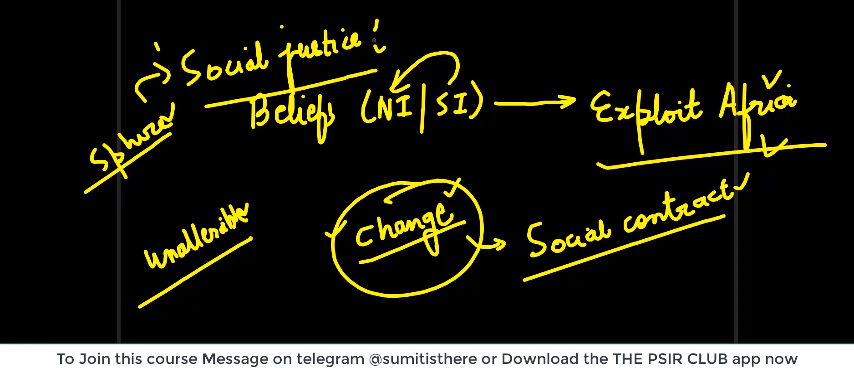 Social justice :
Beliefs (NI/SI) → Exploit Africa
Sphere
Unalterable
Change → Social contract
To Join this course Message on telegram @sumitisthere or Download the THE PSIR CLUB app now